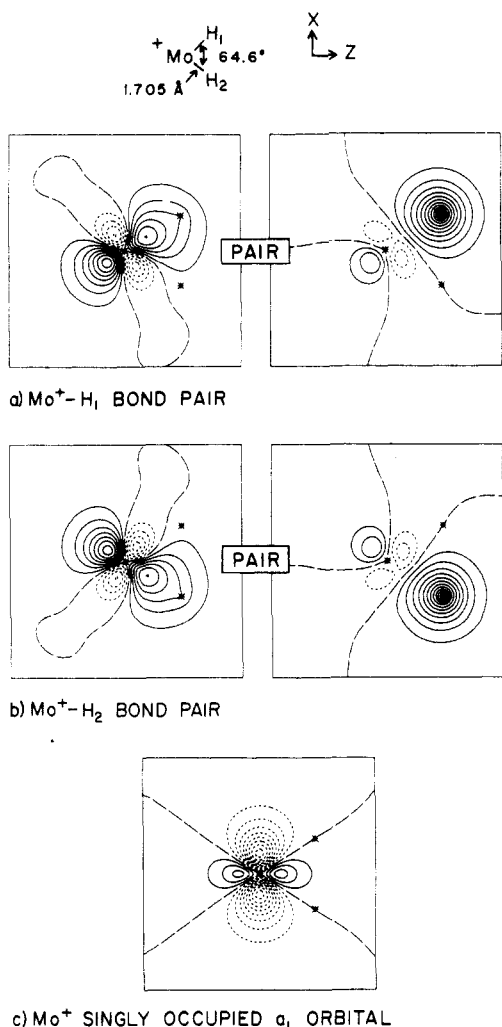 X
+ H₁
Mo 64.6° Z
1.705 Å H₂
PAIR
a) Mo⁺–H₁ BOND PAIR
PAIR
b) Mo⁺–H₂ BOND PAIR
c) Mo⁺ SINGLY OCCUPIED a₁ ORBITAL